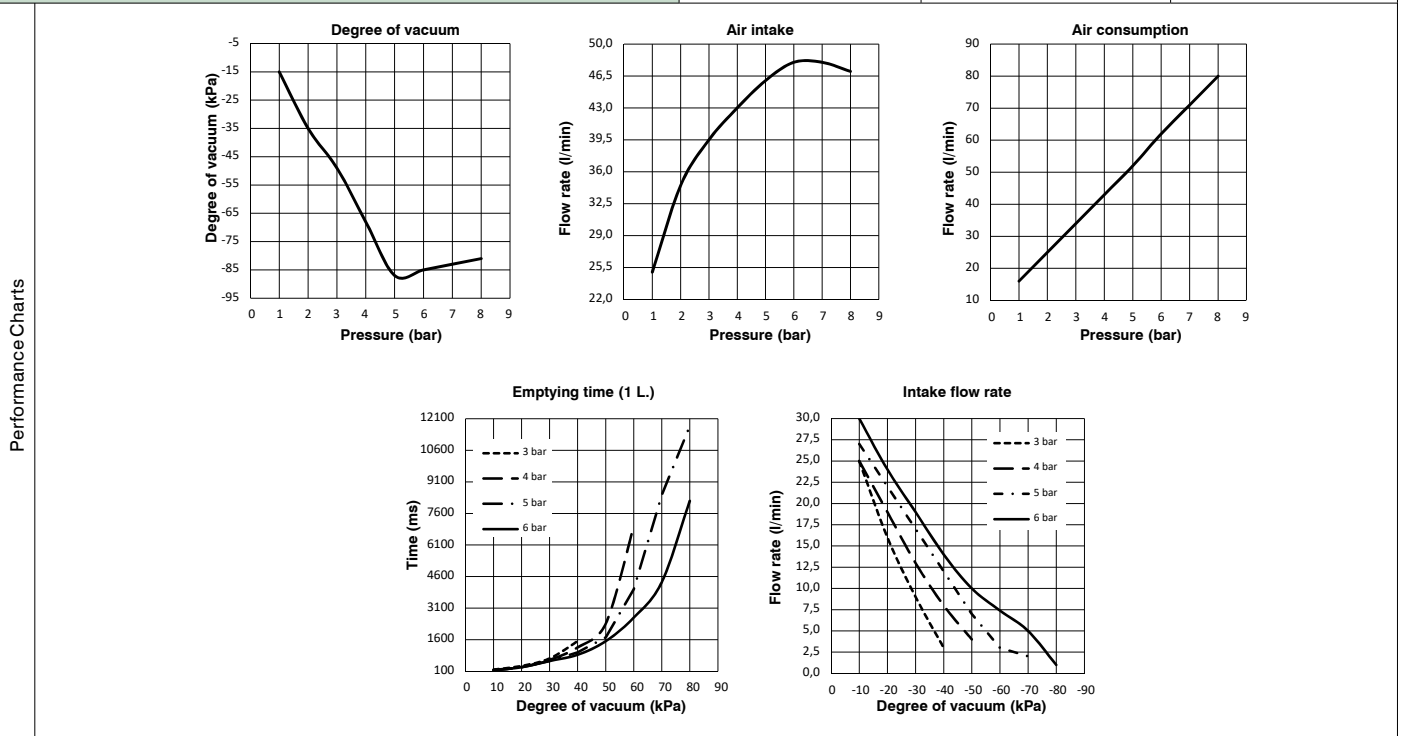 Performance Charts
Degree of vacuum
Degree of vacuum (kPa)
-5
-15
-25
-35
-45
-55
-65
-75
-85
-95
0 1 2 3 4 5 6 7 8 9
Pressure (bar)
Air intake
Flow rate (l/min)
50,0
46,5
43,0
39,5
36,0
32,5
29,0
25,5
22,0
0 1 2 3 4 5 6 7 8 9
Pressure (bar)
Air consumption
Flow rate (l/min)
90
80
70
60
50
40
30
20
10
0 1 2 3 4 5 6 7 8 9
Pressure (bar)
Emptying time (1 L.)
Time (ms)
12100
10600
9100
7600
6100
4600
3100
1600
100
3 bar
4 bar
5 bar
6 bar
0 10 20 30 40 50 60 70 80 90
Degree of vacuum (kPa)
Intake flow rate
Flow rate (l/min)
30,0
27,5
25,0
22,5
20,0
17,5
15,0
12,5
10,0
7,5
5,0
2,5
0,0
3 bar
4 bar
5 bar
6 bar
0 -10 -20 -30 -40 -50 -60 -70 -80 -90
Degree of vacuum (kPa)